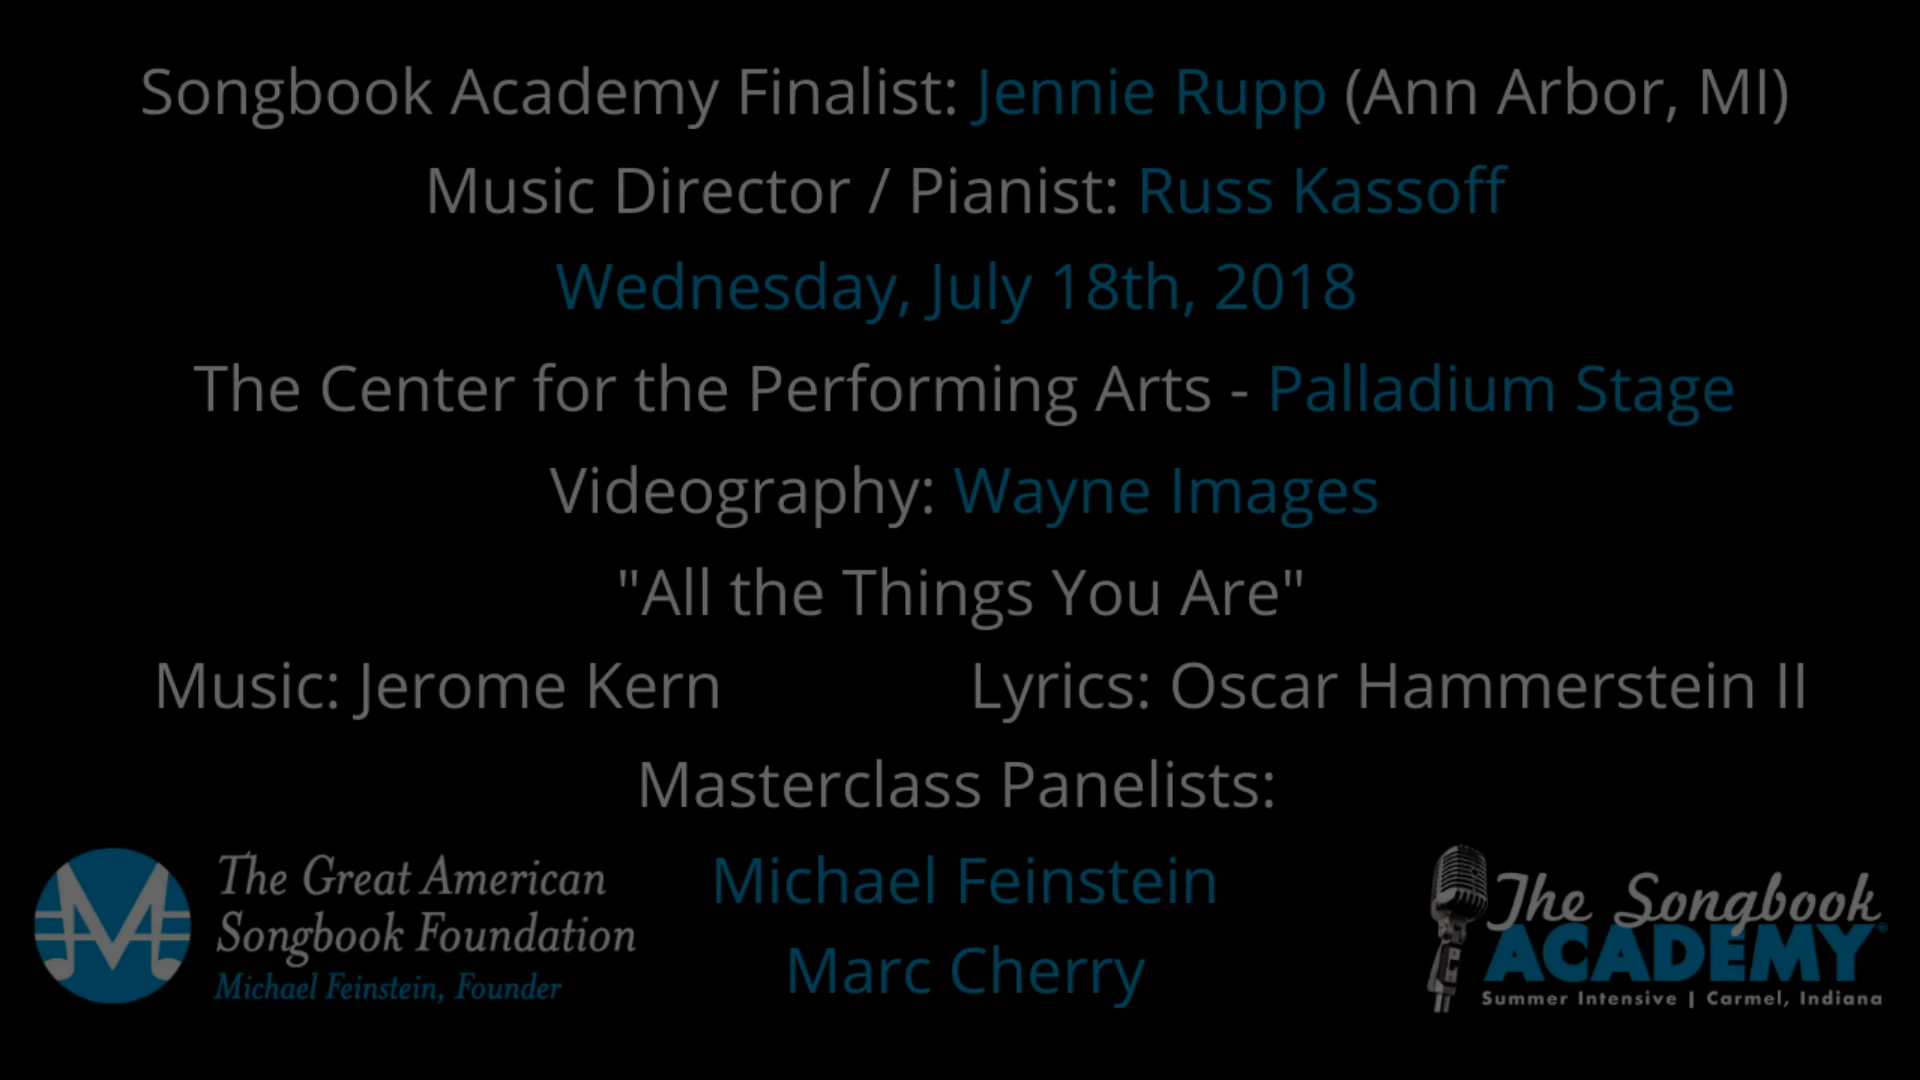 Songbook Academy Finalist: Jennie Rupp (Ann Arbor, MI)
Music Director / Pianist: Russ Kassoff
Wednesday, July 18th, 2018
The Center for the Performing Arts - Palladium Stage
Videography: Wayne Images
"All the Things You Are"
Music: Jerome Kern
Lyrics: Oscar Hammerstein II
Masterclass Panelists:
Michael Feinstein
Marc Cherry
The Great American
Songbook Foundation
Michael Feinstein, Founder
The Songbook
ACADEMY®
Summer Intensive | Carmel, Indiana